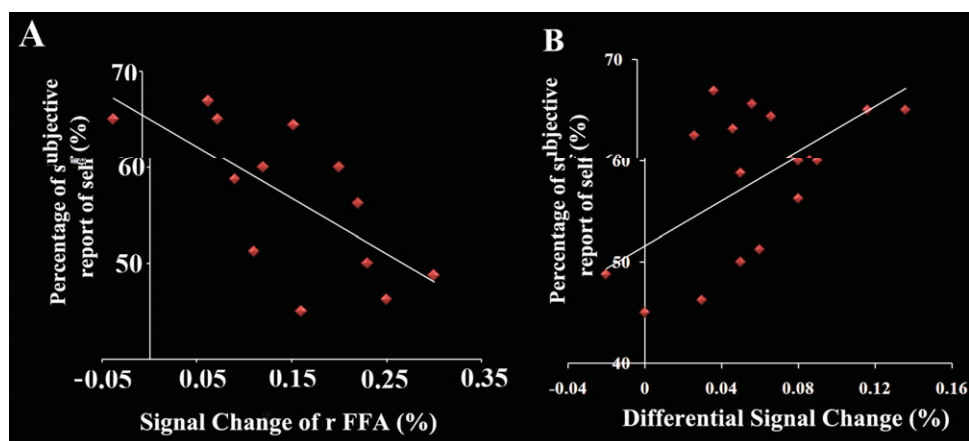 A
Percentage of subjective
report of self (%)
70
60
50
-0.05
0.05
0.15
0.25
0.35
Signal Change of r FFA (%)
B
Percentage of subjective
report of self (%)
70
60
50
40
-0.04
0
0.04
0.08
0.12
0.16
Differential Signal Change (%)